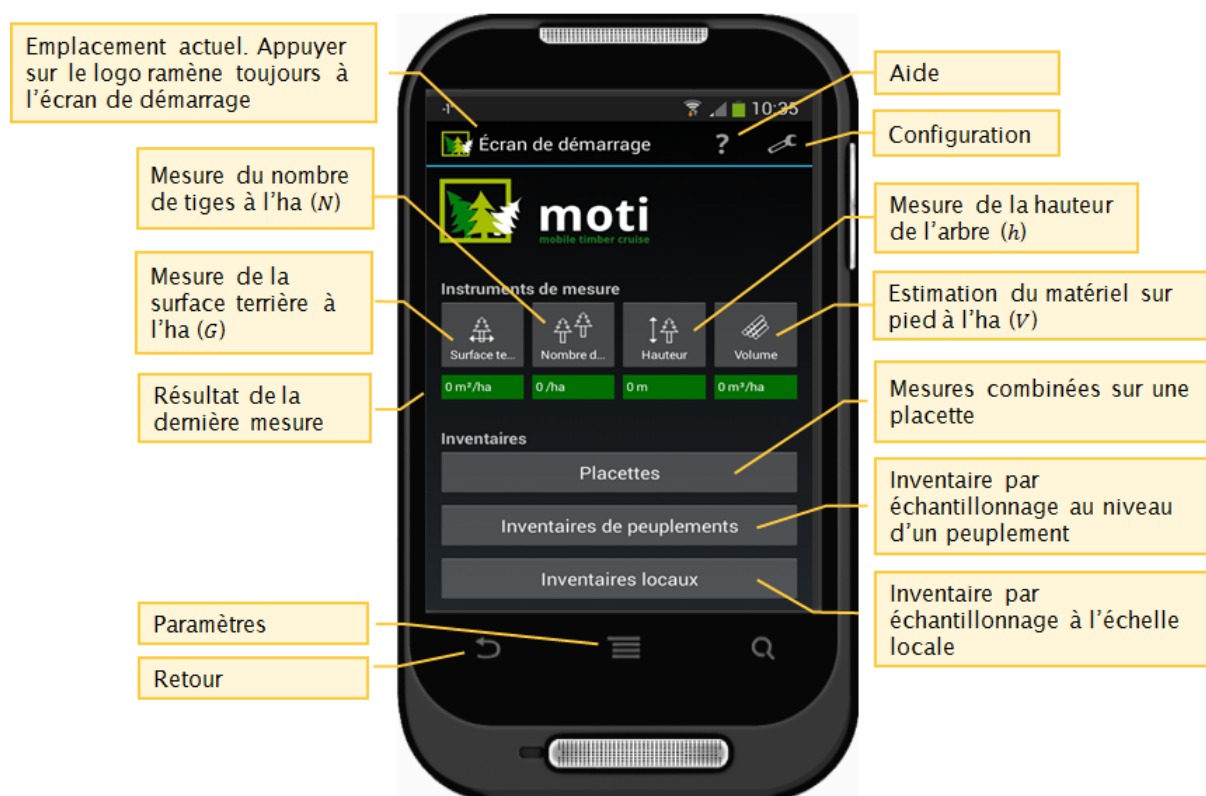 Emplacement actuel. Appuyer
sur le logo ramène toujours à
l'écran de démarrage
Aide
Configuration
10:35
Écran de démarrage
?
Mesure du nombre
de tiges à l'ha (N)
moti
mobile timber cruise
Mesure de la hauteur
de l'arbre (h)
Mesure de la
surface terrière à
l'ha (G)
Instruments de mesure
Surface te...
Nombre d...
Hauteur
Volume
Estimation du matériel sur
pied à l'ha (V)
0 m²/ha
0 /ha
0 m
0 m³/ha
Résultat de la
dernière mesure
Mesures combinées sur une
placette
Inventaires
Placettes
Inventaires de peuplements
Inventaires locaux
Inventaire par
échantillonnage au niveau
d'un peuplement
Inventaire par
échantillonnage à l'échelle
locale
Paramètres
Retour